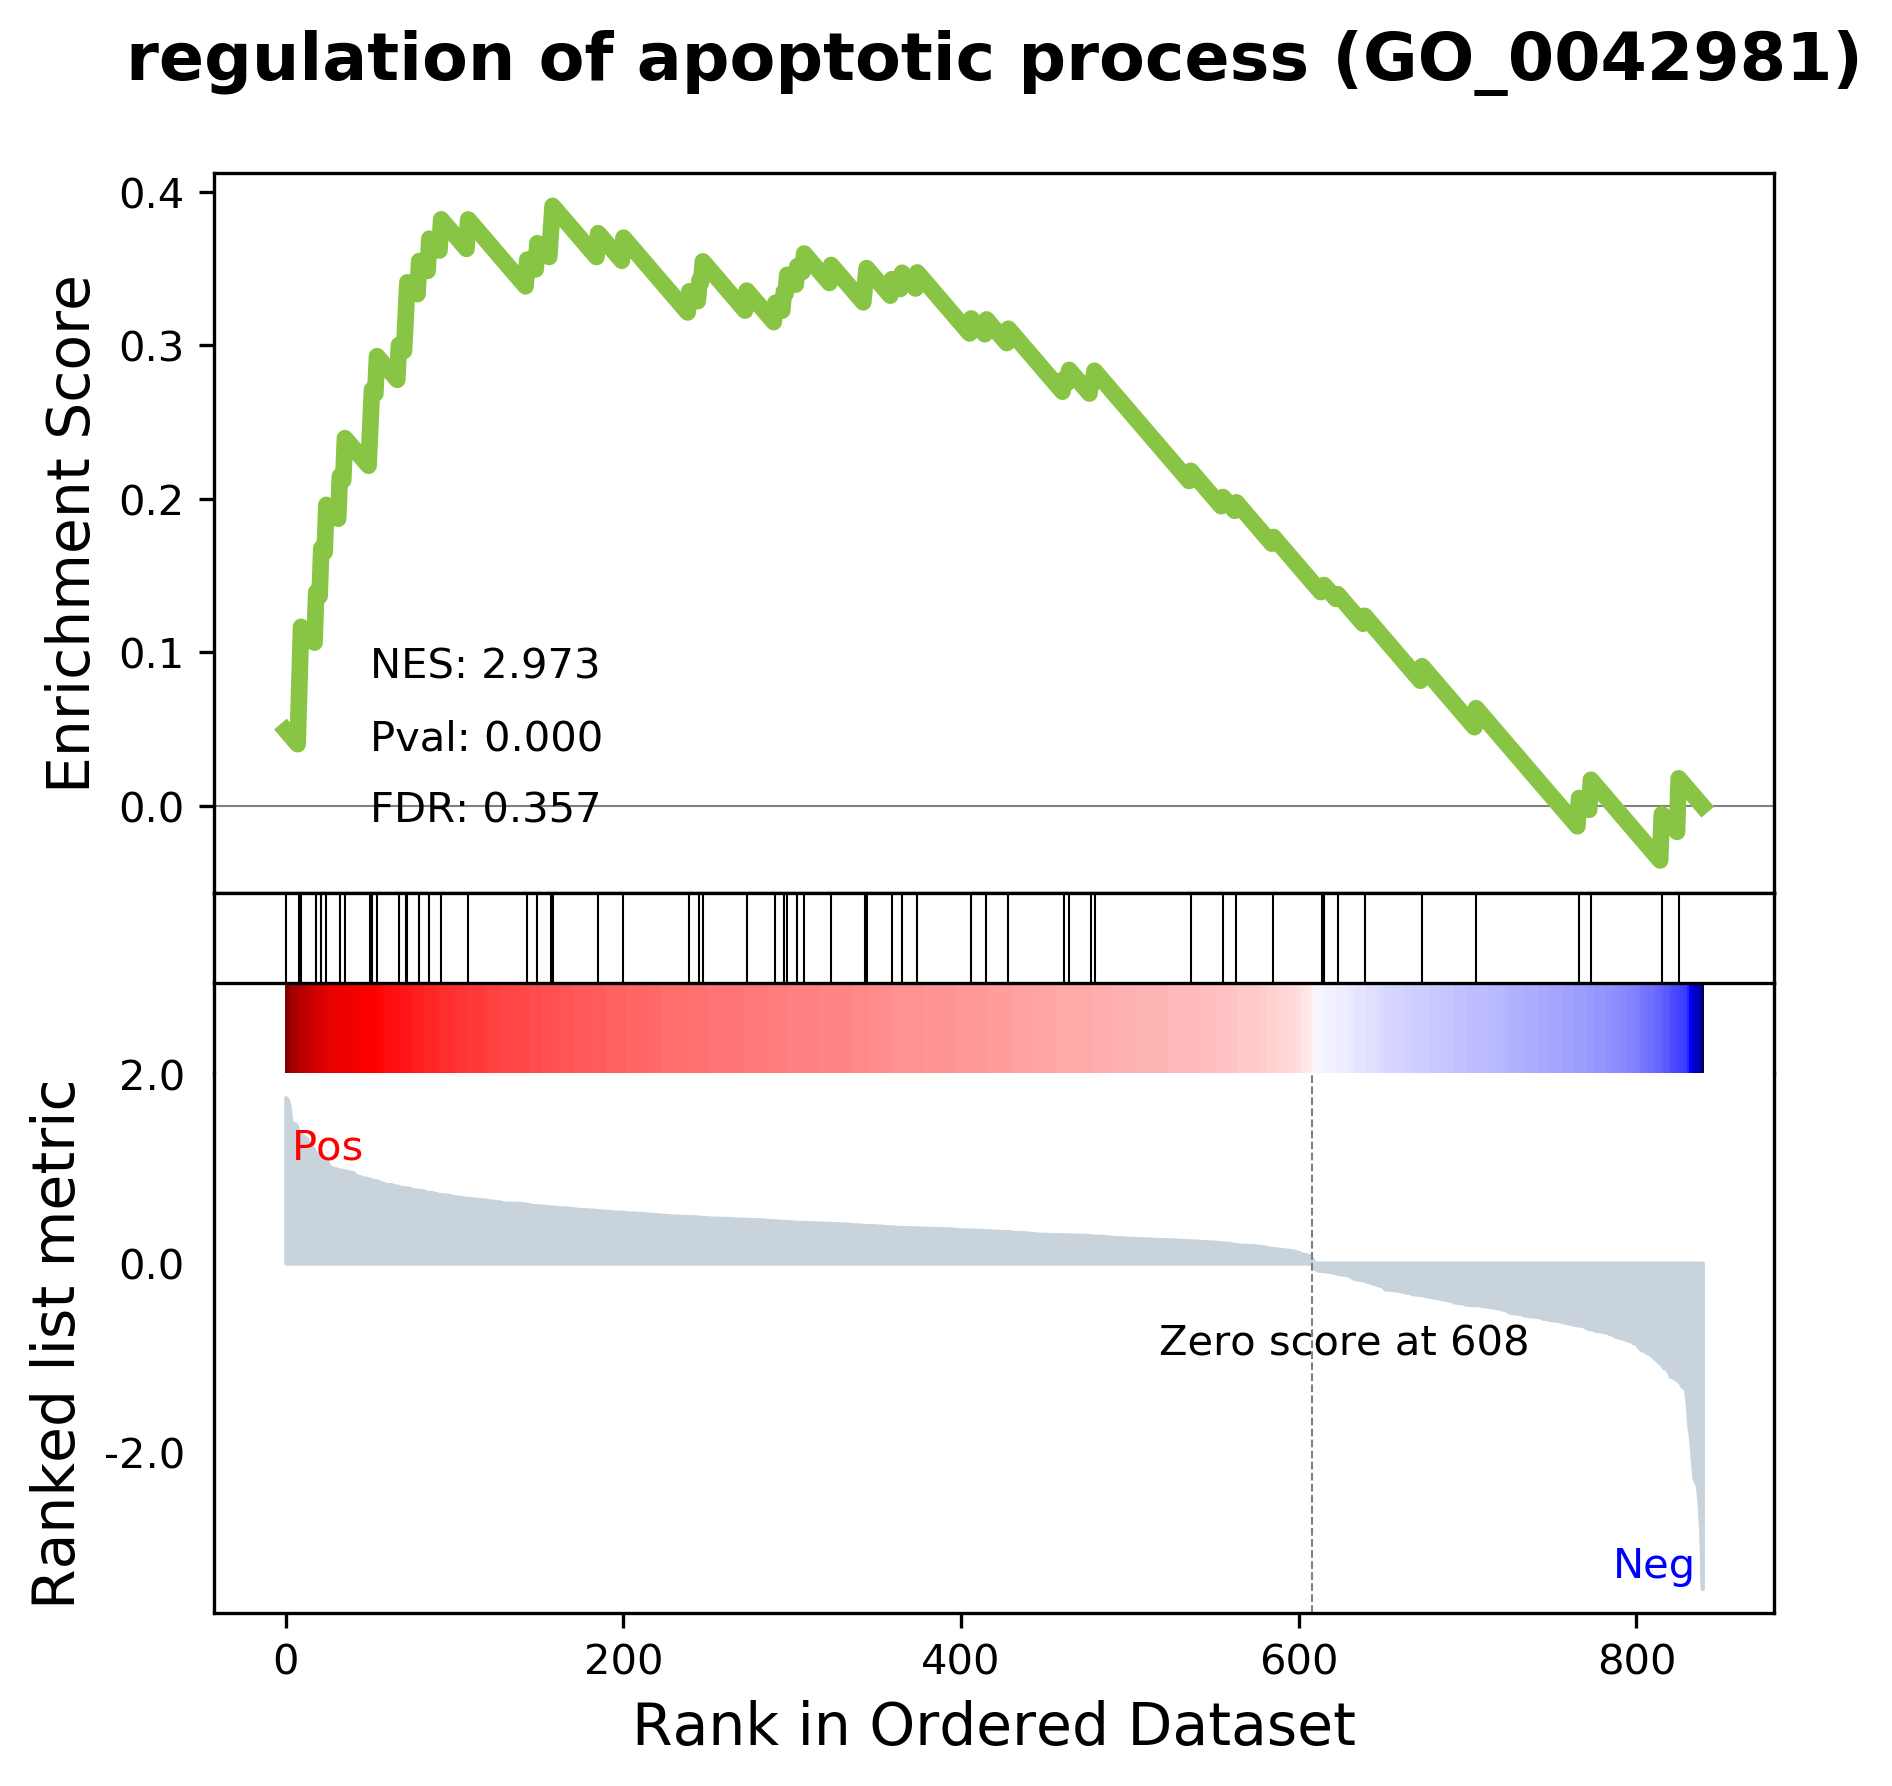 regulation of apoptotic process (GO_0042981)
Enrichment Score
0.4
0.3
0.2
0.1
0.0
NES: 2.973
Pval: 0.000
FDR: 0.357
Ranked list metric
2.0
0.0
-2.0
Pos
Zero score at 608
Neg
0 200 400 600 800
Rank in Ordered Dataset